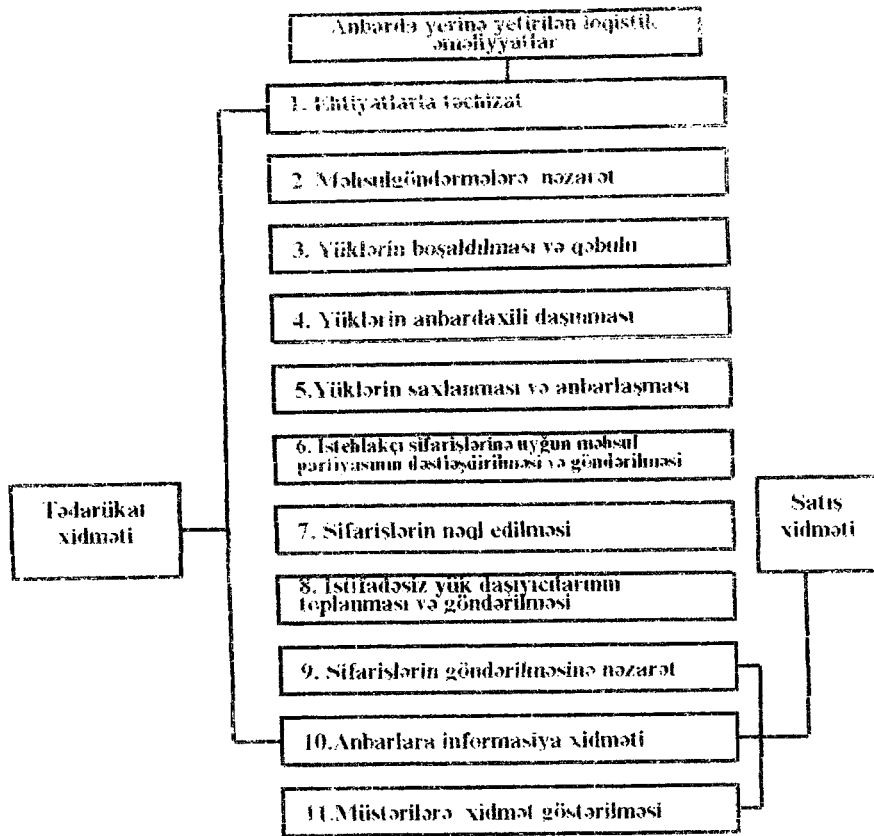 Anbarda yerinə yetirilən loqistik
əməliyyatlar
1. Ehtiyatlarla təchizat
2 Məhsulgöndərmələrə nəzarət
3. Yüklərin boşaldılması və qəbulu
4. Yüklərin anbardaxili daşınması
5.Yüklərin saxlanması və anbarlaşması
6. İstehlakçı sifarişlərinə uyğun məhsul
partiyasının dəstləşdirilməsi və göndərilməsi
Tədarükat
xidməti
Satış
xidməti
7. Sifarişlərin nəql edilməsi
8. İstifadəsiz yük daşıyıcılarının
toplanması və göndərilməsi
9. Sifarişlərin göndərilməsinə nəzarət
10.Anbarlara informasiya xidməti
11.Müştərilərə xidmət göstərilməsi